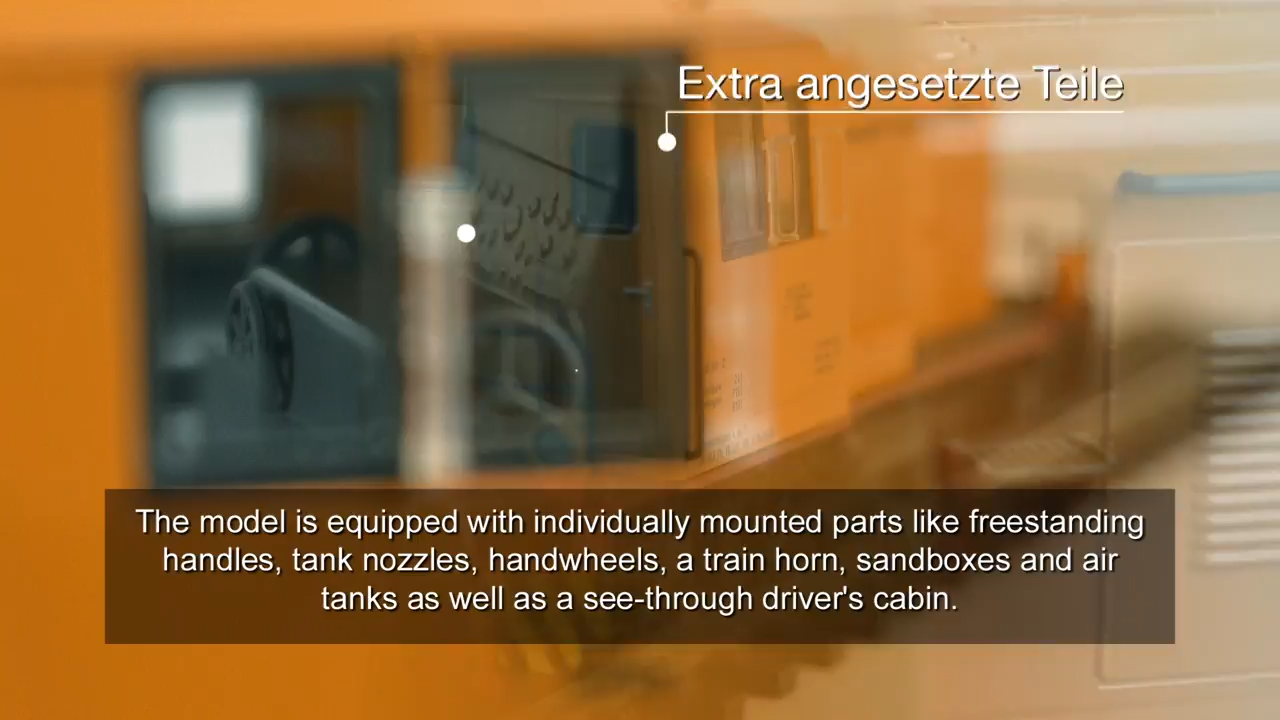 Extra angesetzte Teile
The model is equipped with individually mounted parts like freestanding
handles, tank nozzles, handwheels, a train horn, sandboxes and air
tanks as well as a see-through driver's cabin.